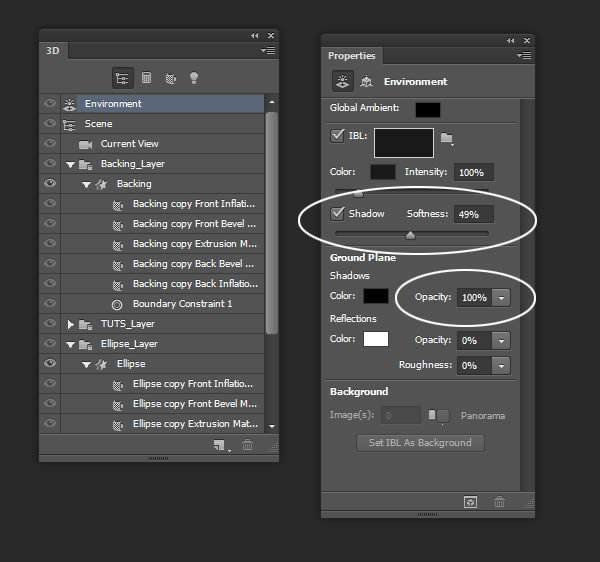 3D
Environment
Scene
Current View
Backing_Layer
Backing
Backing copy Front Inflati...
Backing copy Front Bevel ...
Backing copy Extrusion M...
Backing copy Back Bevel ...
Backing copy Back Inflatio...
Boundary Constraint 1
TUTS_Layer
Ellipse_Layer
Ellipse
Ellipse copy Front Inflatio...
Ellipse copy Front Bevel M...
Ellipse copy Extrusion Mat...
Properties
Environment
Global Ambient:
IBL:
Color: Intensity: 100%
Shadow Softness: 49%
Ground Plane
Shadows
Color: Opacity: 100%
Reflections
Color: Opacity: 0%
Roughness: 0%
Background
Image(s): 0 Panorama
Set IBL As Background